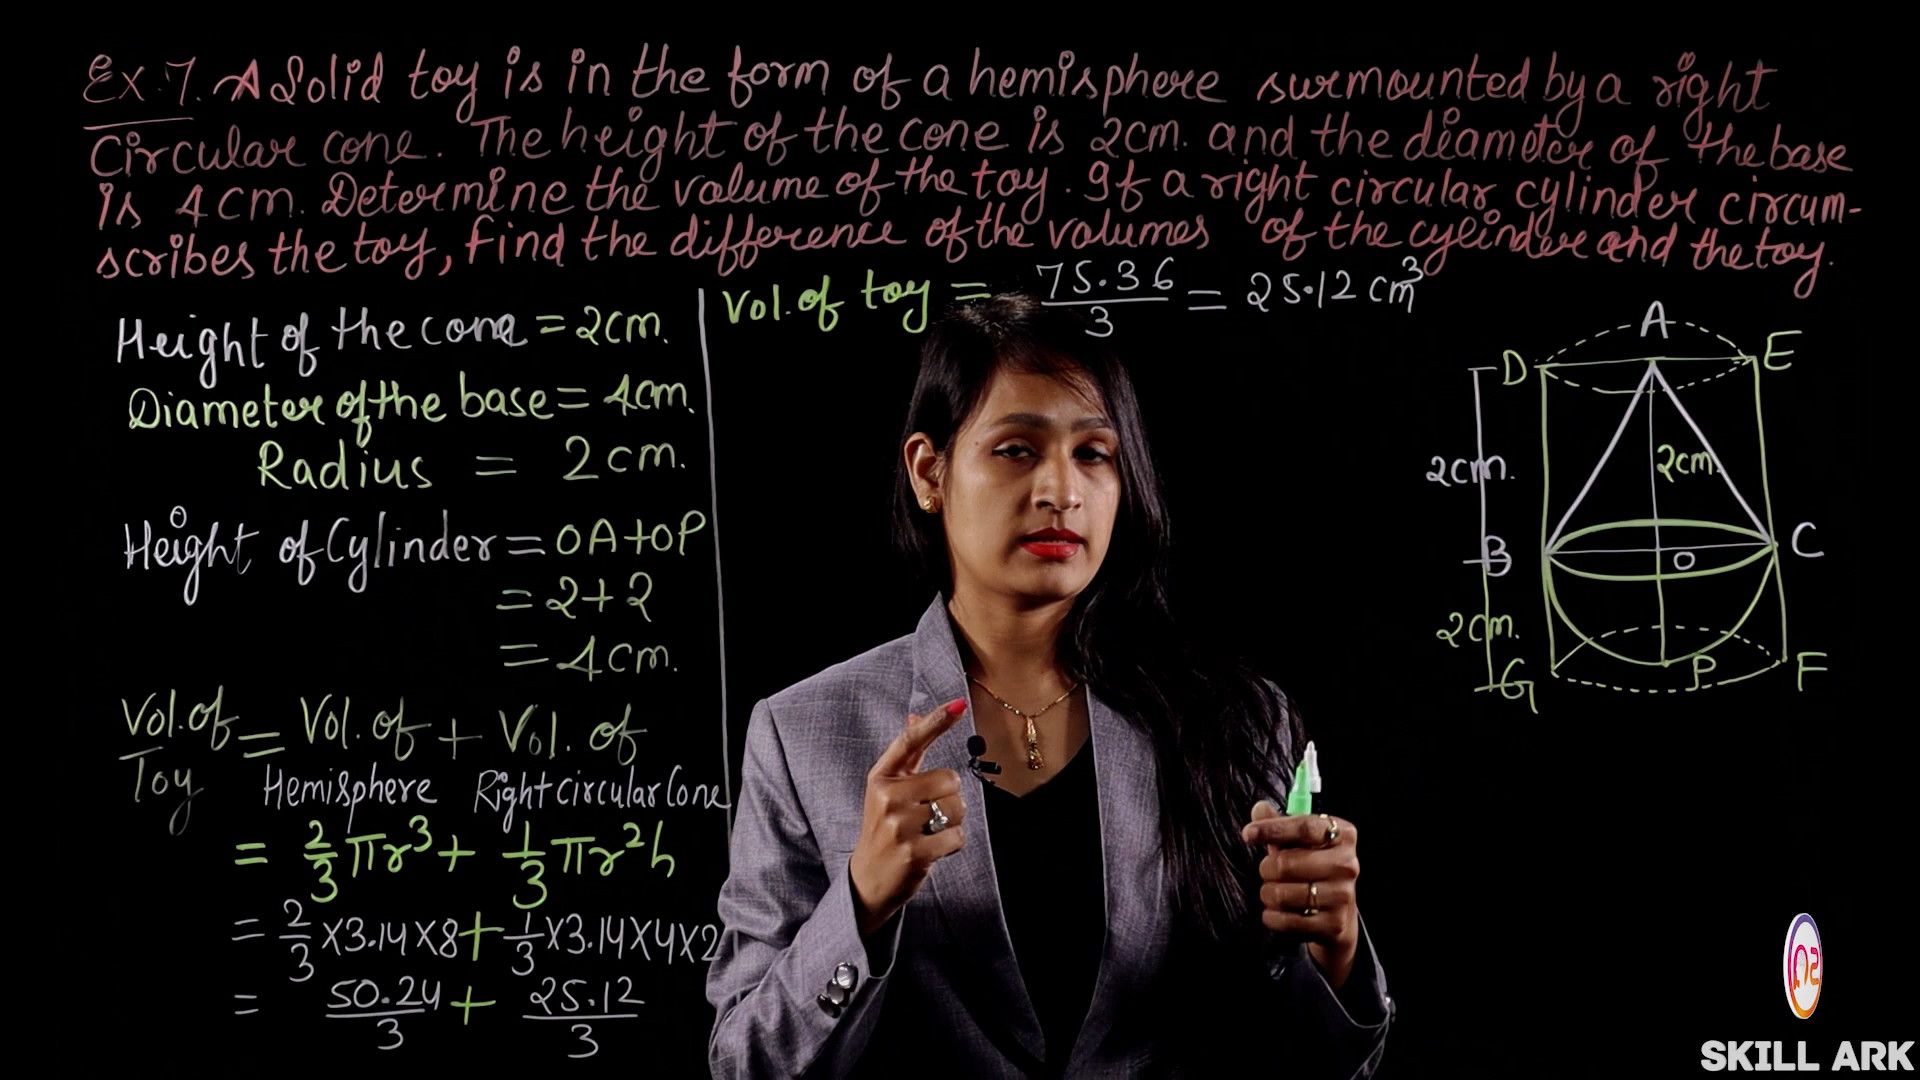 Ex.7. A Solid toy is in the form of a hemisphere surmounted by a right
Circular cone. The height of the cone is 2cm. and the diameter of the base
is 4cm. Determine the volume of the toy. If a right circular cylinder circum-
scribes the toy, find the difference of the volumes of the cylinder and the toy.
Height of the cone = 2cm.
Diameter of the base = 4cm.
Radius = 2cm.
Height of Cylinder = OA+OP
= 2+2
= 4cm.
Vol. of Toy = Vol. of Hemisphere + Vol. of Right circular Cone
= 2/3 πr³ + 1/3 πr²h
= 2/3 ×3.14×8 + 1/3 ×3.14×4×2
= 50.24/3 + 25.12/3
Vol. of toy = 75.36/3 = 25.12 cm³
A
D E
2cm. 2cm.
B O C
2cm.
G P F
SKILL ARK